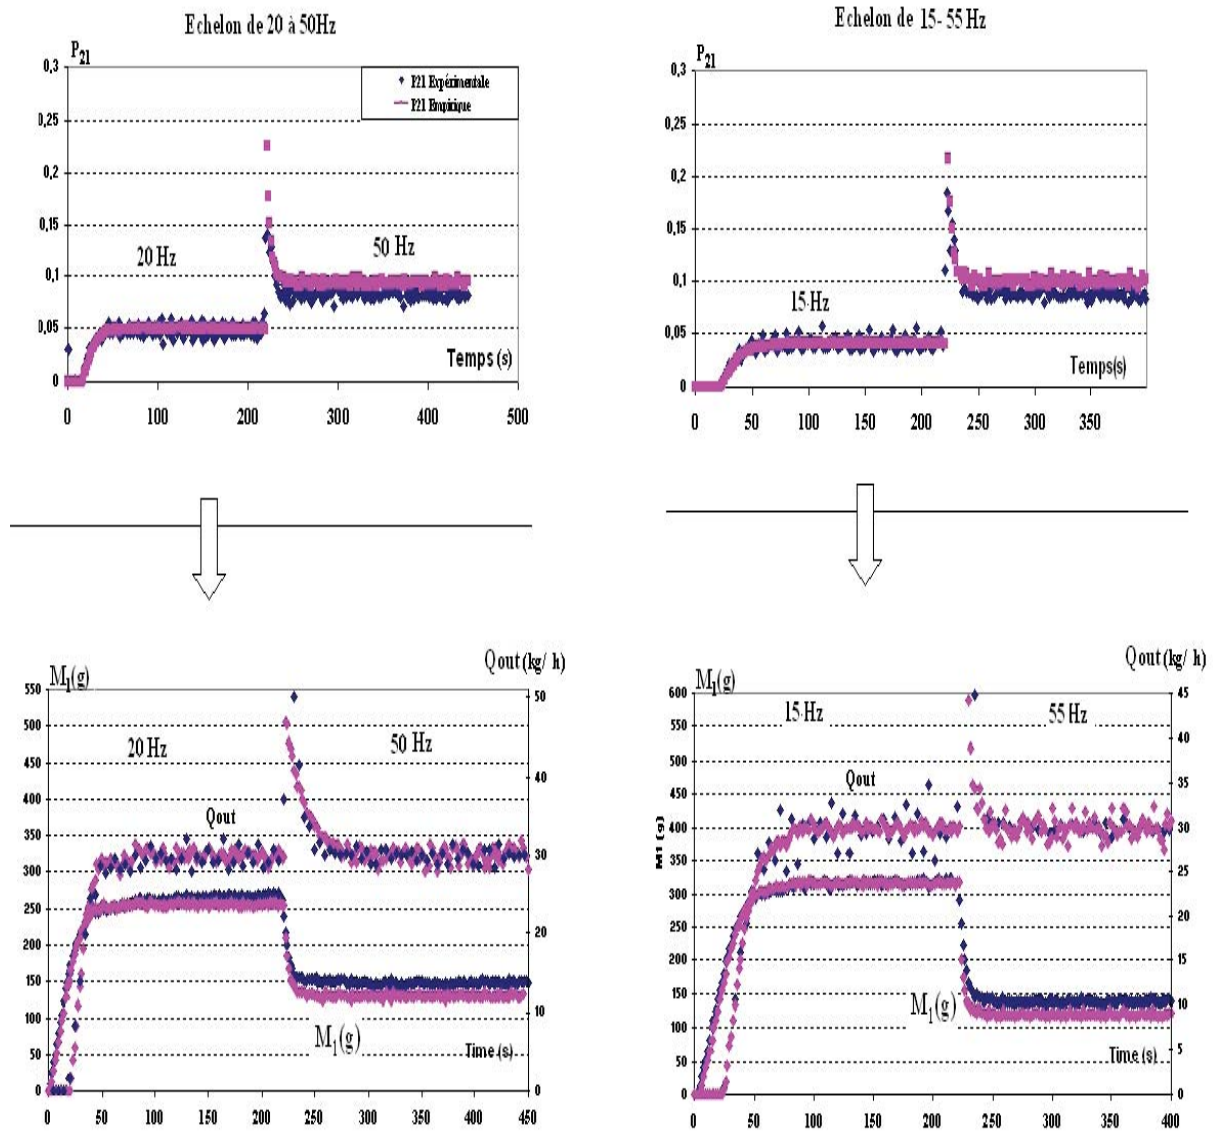 Echelon de 20 à 50Hz
P21
0,3
0,25
0,2
0,15
0,1
0,05
0
P21 Expérimentale
P21 Empirique
20 Hz
50 Hz
Temps (s)
0 100 200 300 400 500
Echelon de 15- 55 Hz
P21
0,3
0,25
0,2
0,15
0,1
0,05
0
15-Hz
Temps(s)
0 50 100 150 200 250 300 350
M1(g)
Qout (kg/ h)
550
500
450
400
350
300
250
200
150
100
50
0
20 Hz
50 Hz
Qout
M1(g)
Time (s)
50
40
30
20
10
0
0 50 100 150 200 250 300 350 400 450
M1(g)
Qout (kg/ h)
600
550
500
450
400
350
300
250
200
150
100
50
0
M1 (g)
15-Hz
55 Hz
Qout
M1(g)
Time (s)
45
40
35
30
25
20
15
10
5
0
0 50 100 150 200 250 300 350 400